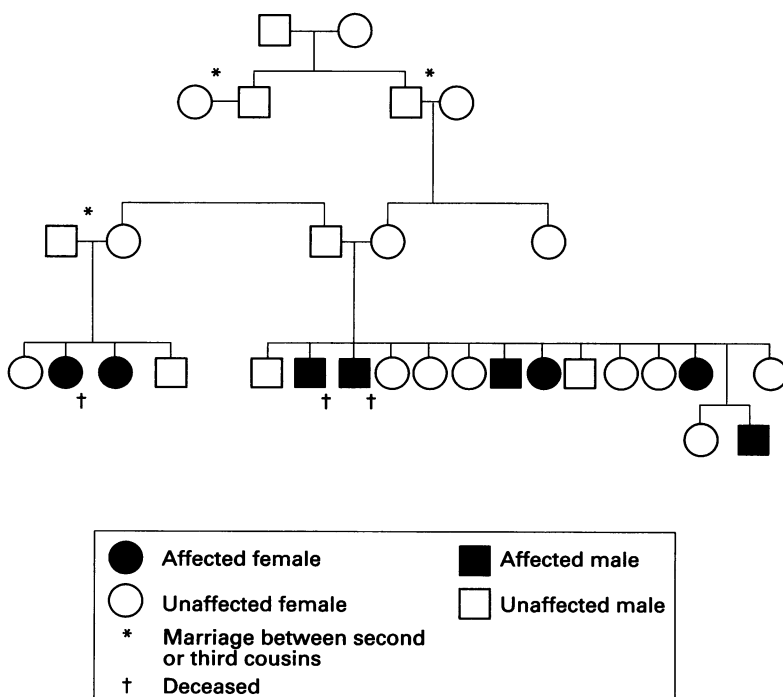 *
*
*
†
†
†
Affected female
Affected male
Unaffected female
Unaffected male
* Marriage between second
or third cousins
† Deceased